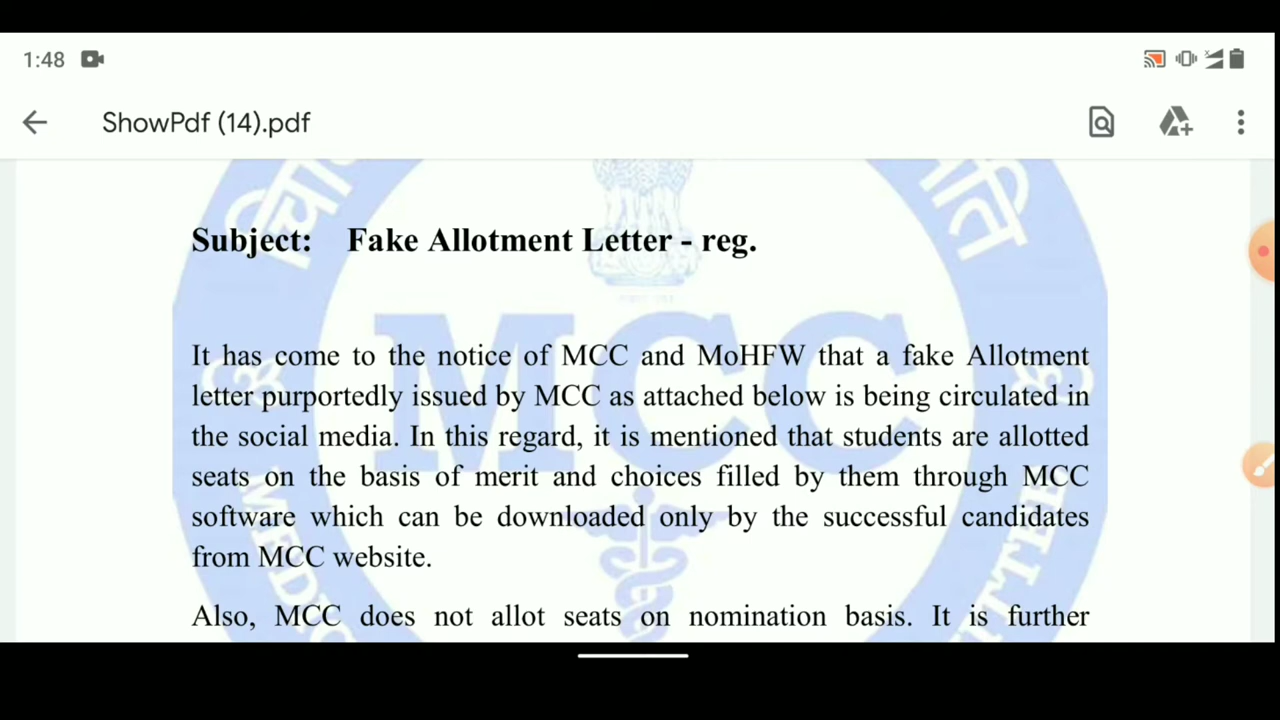 1:48
ShowPdf (14).pdf
Subject: Fake Allotment Letter - reg.
It has come to the notice of MCC and MoHFW that a fake Allotment
letter purportedly issued by MCC as attached below is being circulated in
the social media. In this regard, it is mentioned that students are allotted
seats on the basis of merit and choices filled by them through MCC
software which can be downloaded only by the successful candidates
from MCC website.
Also, MCC does not allot seats on nomination basis. It is further
MCC